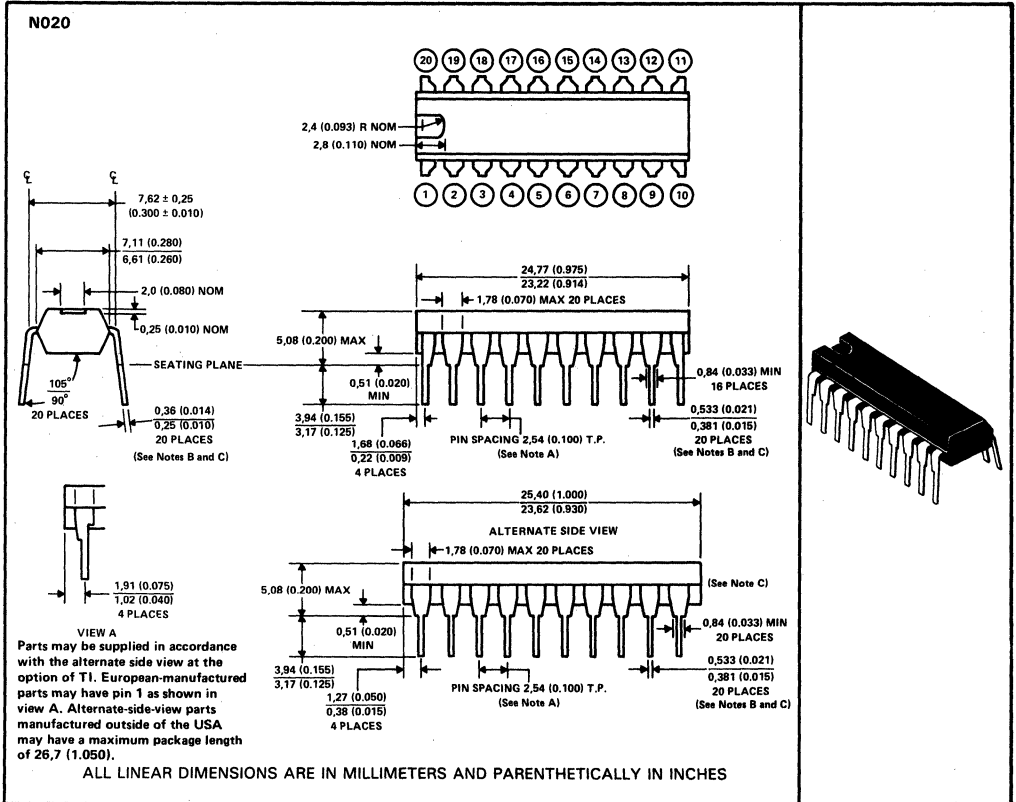 N020
20 19 18 17 16 15 14 13 12 11
2,4 (0.093) R NOM
2,8 (0.110) NOM
1 2 3 4 5 6 7 8 9 10
℄ ℄
7,62 ± 0,25
(0.300 ± 0.010)
7,11 (0.280)
6,61 (0.260)
2,0 (0.080) NOM
0,25 (0.010) NOM
SEATING PLANE
105°
90°
20 PLACES
0,36 (0.014)
0,25 (0.010)
20 PLACES
(See Notes B and C)
24,77 (0.975)
23,22 (0.914)
1,78 (0.070) MAX 20 PLACES
5,08 (0.200) MAX
0,51 (0.020)
MIN
3,94 (0.155)
3,17 (0.125)
1,68 (0.066)
0,22 (0.009)
4 PLACES
PIN SPACING 2,54 (0.100) T.P.
(See Note A)
0,84 (0.033) MIN
16 PLACES
0,533 (0.021)
0,381 (0.015)
20 PLACES
(See Notes B and C)
25,40 (1.000)
23,62 (0.930)
ALTERNATE SIDE VIEW
1,78 (0.070) MAX 20 PLACES
5,08 (0.200) MAX
(See Note C)
0,51 (0.020)
MIN
3,94 (0.155)
3,17 (0.125)
1,27 (0.050)
0,38 (0.015)
4 PLACES
PIN SPACING 2,54 (0.100) T.P.
(See Note A)
0,84 (0.033) MIN
20 PLACES
0,533 (0.021)
0,381 (0.015)
20 PLACES
(See Notes B and C)
1,91 (0.075)
1,02 (0.040)
4 PLACES
VIEW A
Parts may be supplied in accordance
with the alternate side view at the
option of TI. European-manufactured
parts may have pin 1 as shown in
view A. Alternate-side-view parts
manufactured outside of the USA
may have a maximum package length
of 26,7 (1.050).
ALL LINEAR DIMENSIONS ARE IN MILLIMETERS AND PARENTHETICALLY IN INCHES